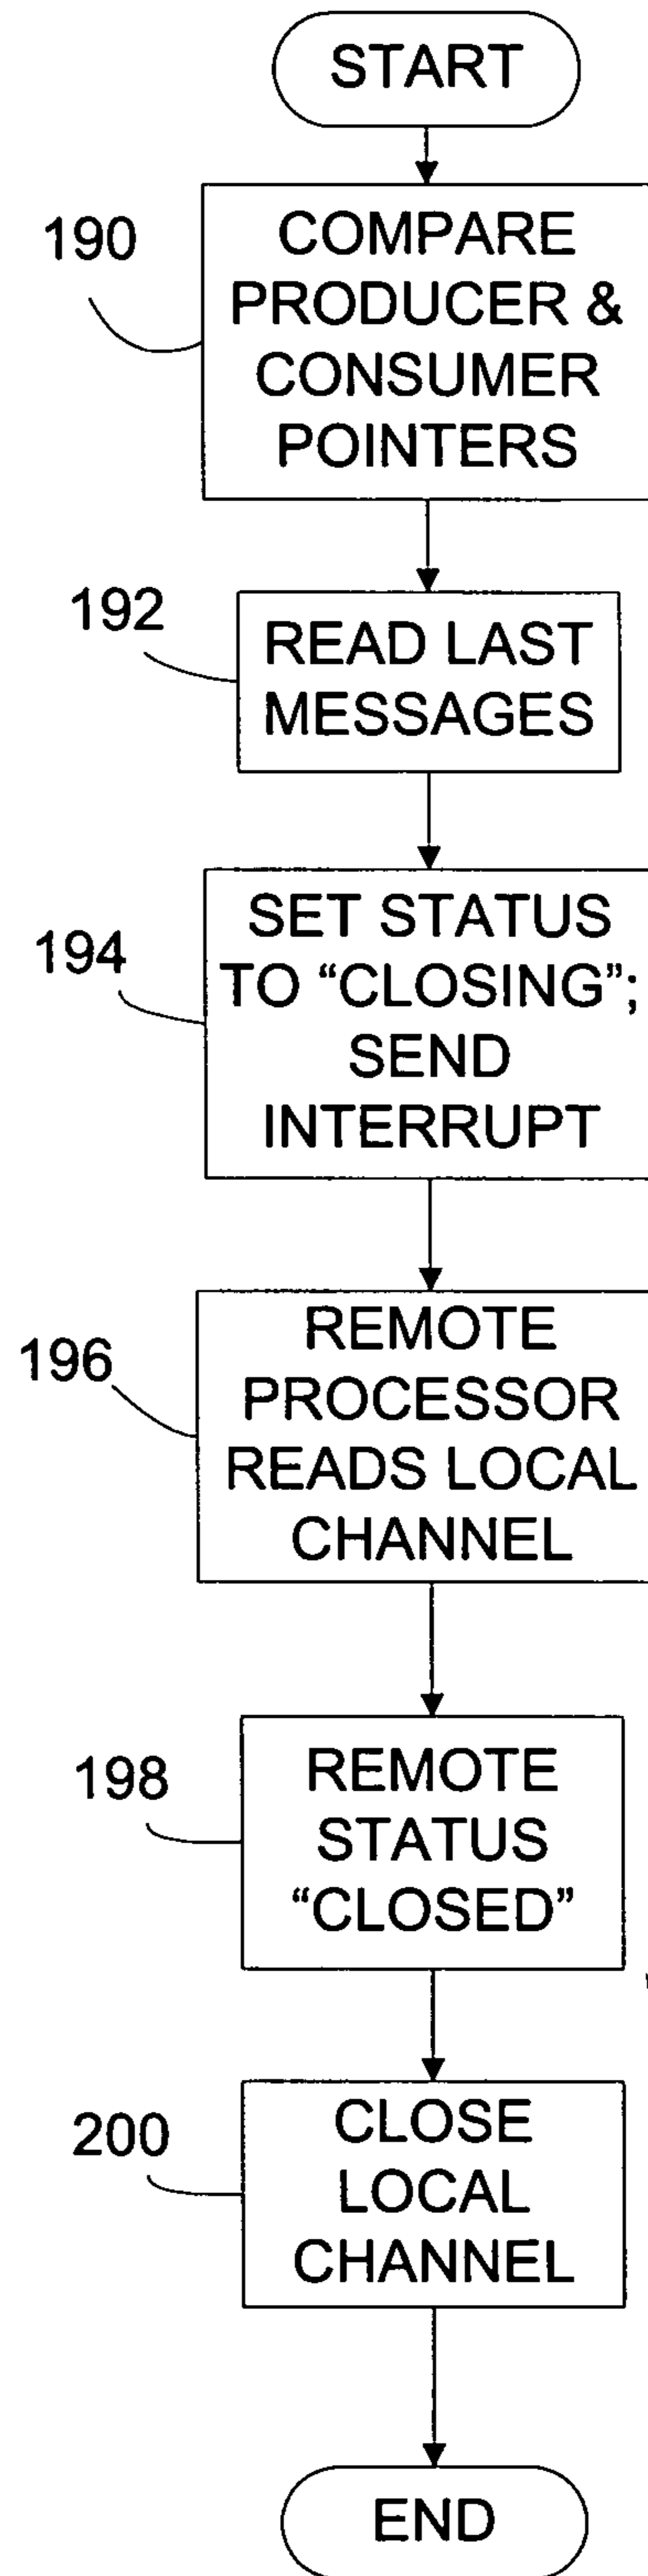 START
190
COMPARE
PRODUCER &
CONSUMER
POINTERS
192
READ LAST
MESSAGES
194
SET STATUS
TO “CLOSING”;
SEND
INTERRUPT
196
REMOTE
PROCESSOR
READS LOCAL
CHANNEL
198
REMOTE
STATUS
“CLOSED”
200
CLOSE
LOCAL
CHANNEL
END